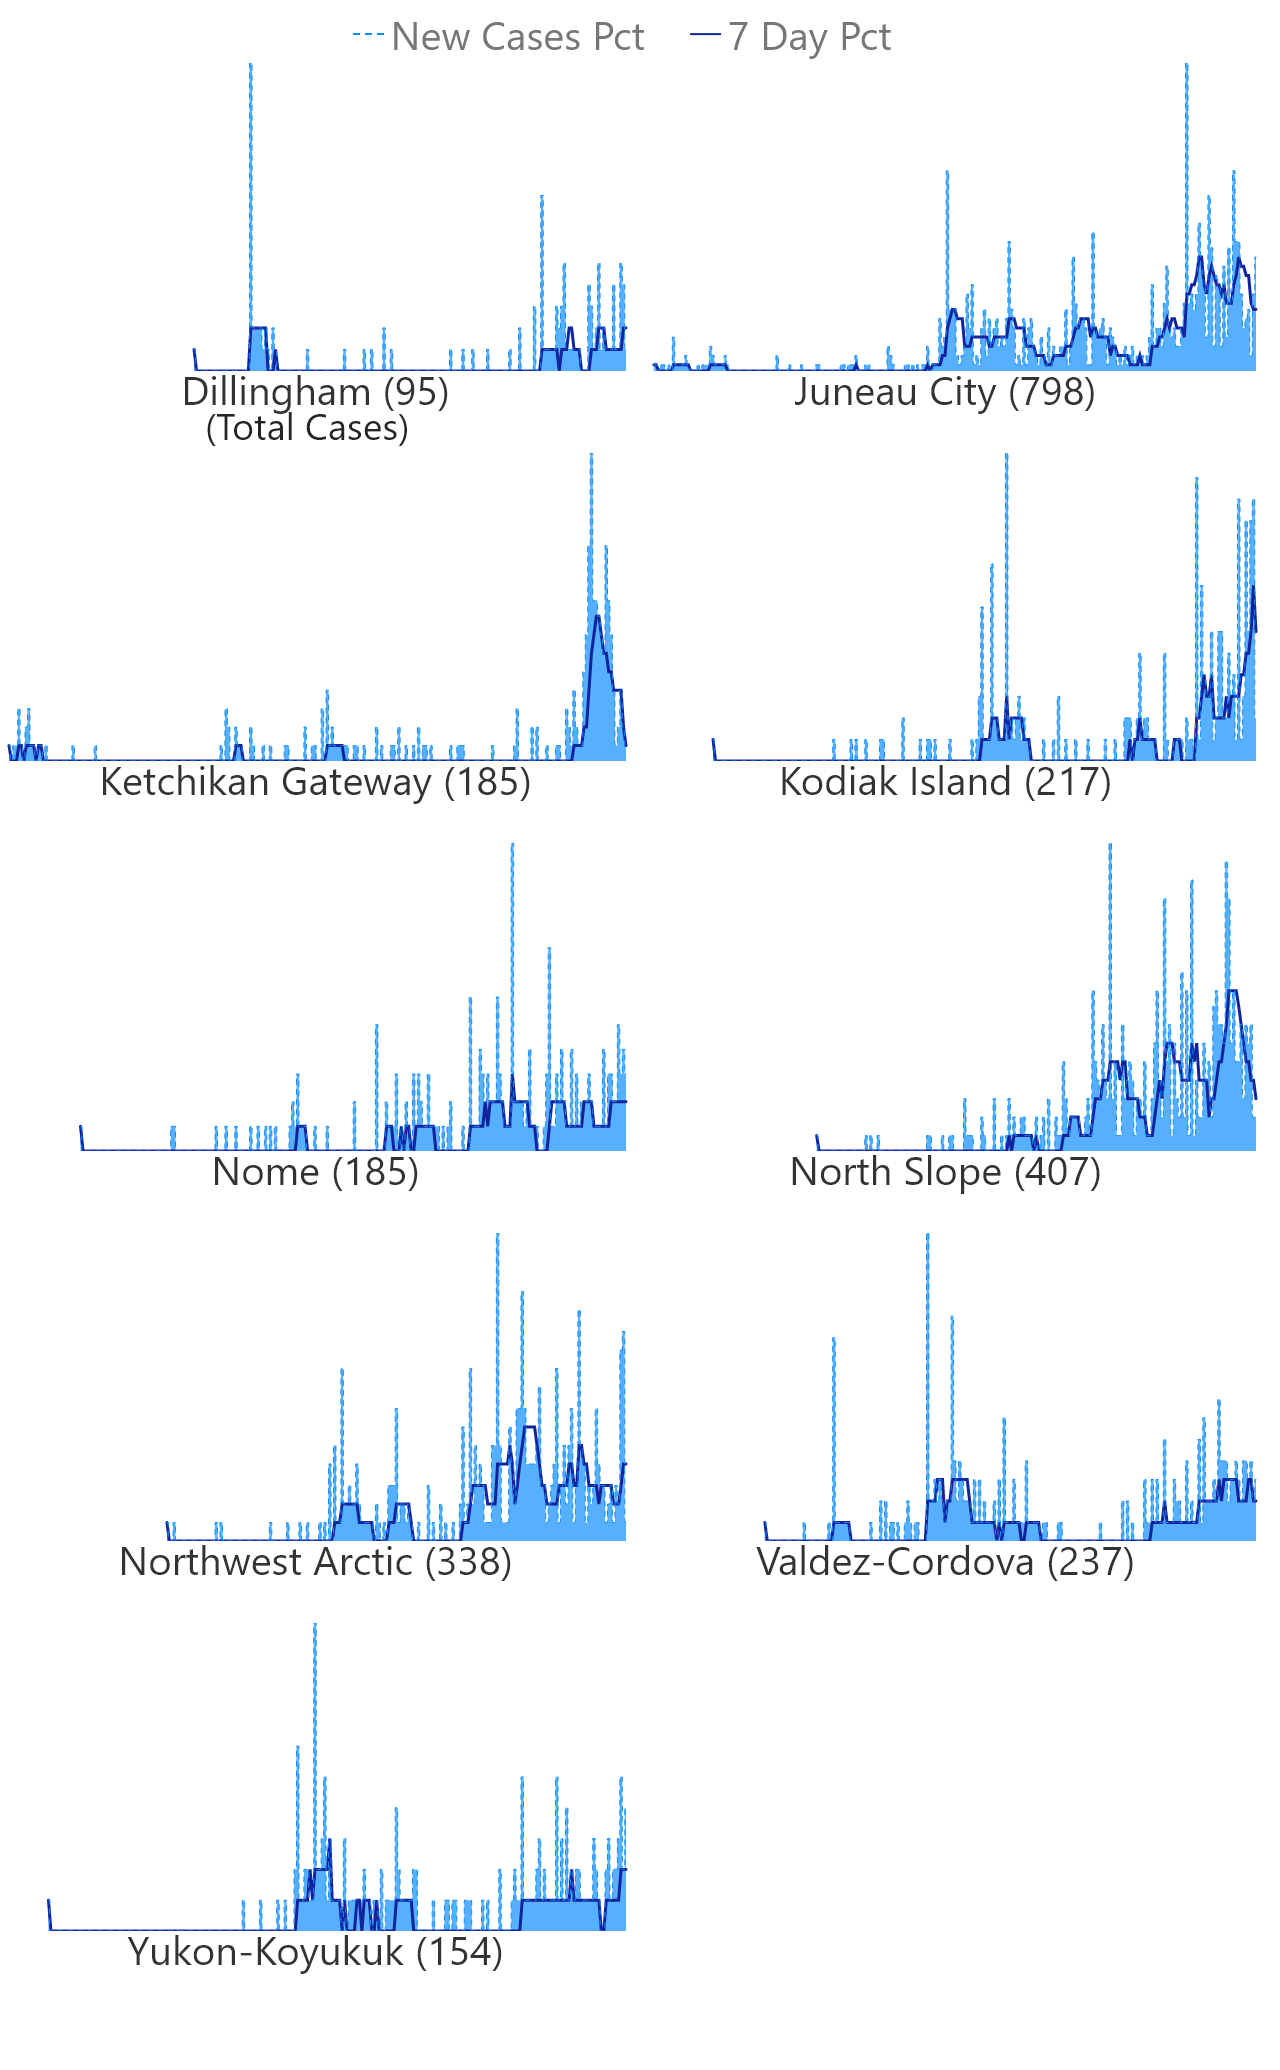 New Cases Pct 7 Day Pct
Dillingham (95)
(Total Cases)
Juneau City (798)
Ketchikan Gateway (185)
Kodiak Island (217)
Nome (185)
North Slope (407)
Northwest Arctic (338)
Valdez-Cordova (237)
Yukon-Koyukuk (154)